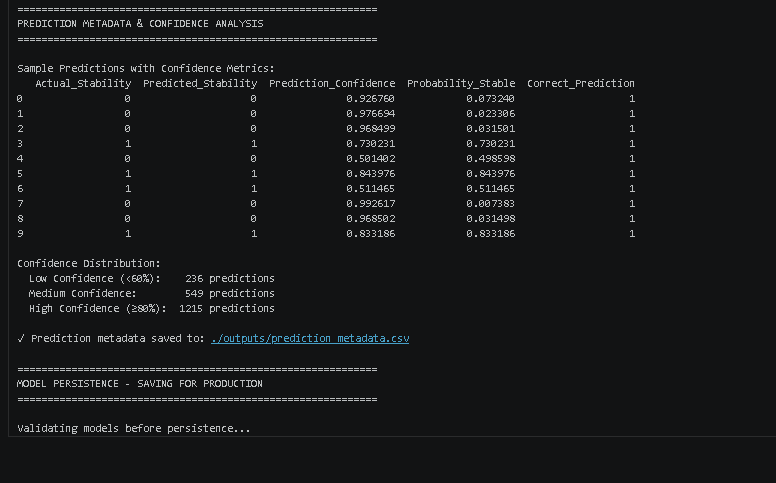 ============================================================
PREDICTION METADATA & CONFIDENCE ANALYSIS
============================================================
Sample Predictions with Confidence Metrics:
   Actual_Stability  Predicted_Stability  Prediction_Confidence  Probability_Stable  Correct_Prediction
0                 0                    0               0.926760            0.073240                   1
1                 0                    0               0.976694            0.023306                   1
2                 0                    0               0.968499            0.031501                   1
3                 1                    1               0.730231            0.730231                   1
4                 0                    0               0.501402            0.498598                   1
5                 1                    1               0.843976            0.843976                   1
6                 1                    1               0.511465            0.511465                   1
7                 0                    0               0.992617            0.007383                   1
8                 0                    0               0.968502            0.031498                   1
9                 1                    1               0.833186            0.833186                   1
Confidence Distribution:
  Low Confidence (<60%):    236 predictions
  Medium Confidence:        549 predictions
  High Confidence (≥80%):  1215 predictions
✓ Prediction metadata saved to: ./outputs/prediction_metadata.csv
============================================================
MODEL PERSISTENCE - SAVING FOR PRODUCTION
============================================================
Validating models before persistence...